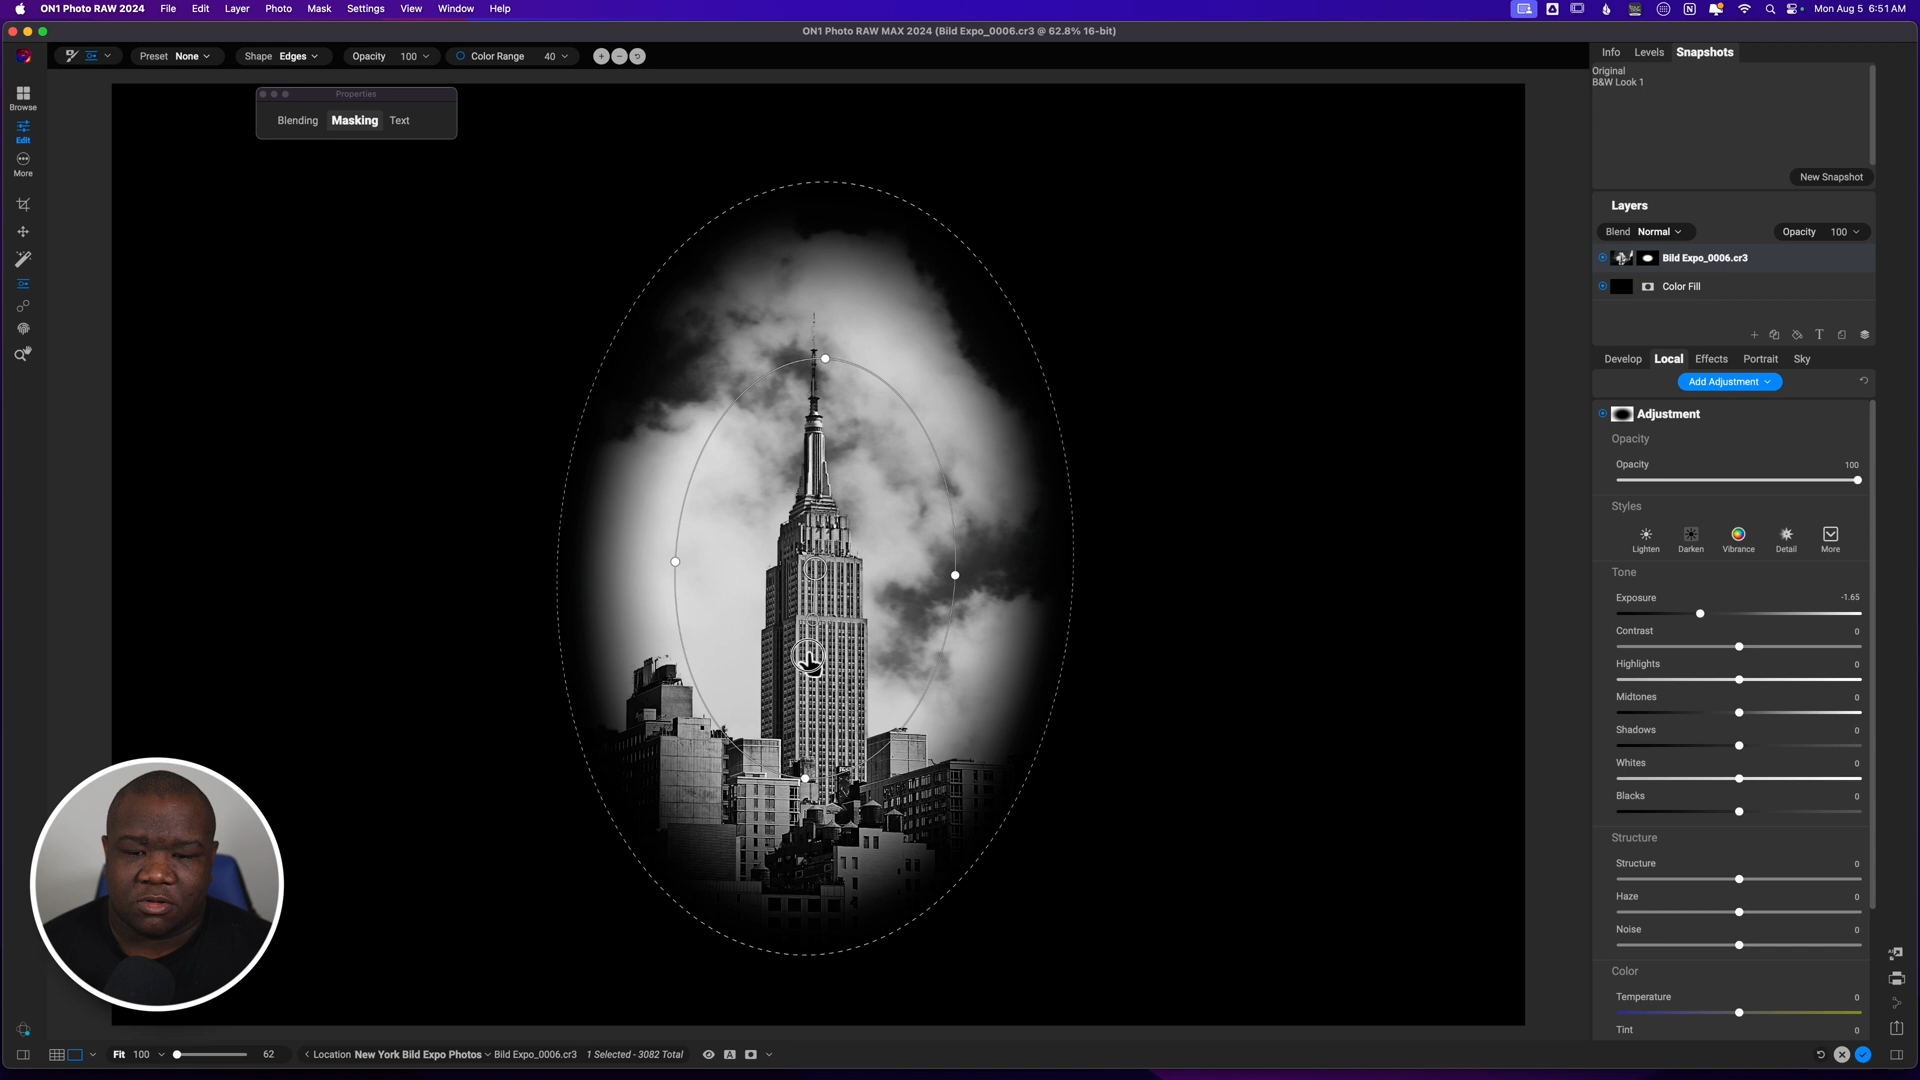 ON1 Photo RAW 2024 File Edit Layer Photo Mask Settings View Window Help Mon Aug 5 6:51 AM
ON1 Photo RAW MAX 2024 (Bild Expo_0006.cr3 @ 62.8% 16-bit)
Preset None Shape Edges Opacity 100 Color Range 40
Info Levels Snapshots
Original
B&W Look 1
New Snapshot
Browse
Edit
More
Properties
Blending Masking Text
Layers
Blend Normal Opacity 100
Bild Expo_0006.cr3
Color Fill
Develop Local Effects Portrait Sky
Add Adjustment
Adjustment
Opacity
Opacity 100
Styles
Lighten Darken Vibrance Detail More
Tone
Exposure -1.65
Contrast 0
Highlights 0
Midtones 0
Shadows 0
Whites 0
Blacks 0
Structure
Structure 0
Haze 0
Noise 0
Color
Temperature 0
Tint 0
Fit 100 62 Location New York Bild Expo Photos Bild Expo_0006.cr3 1 Selected - 3082 Total